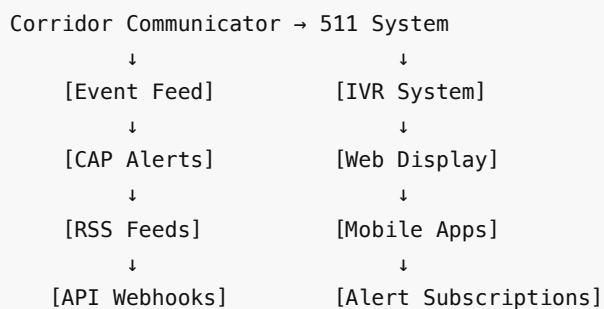 Corridor Communicator → 511 System
↓ ↓
[Event Feed] [IVR System]
↓ ↓
[CAP Alerts] [Web Display]
↓ ↓
[RSS Feeds] [Mobile Apps]
↓ ↓
[API Webhooks] [Alert Subscriptions]